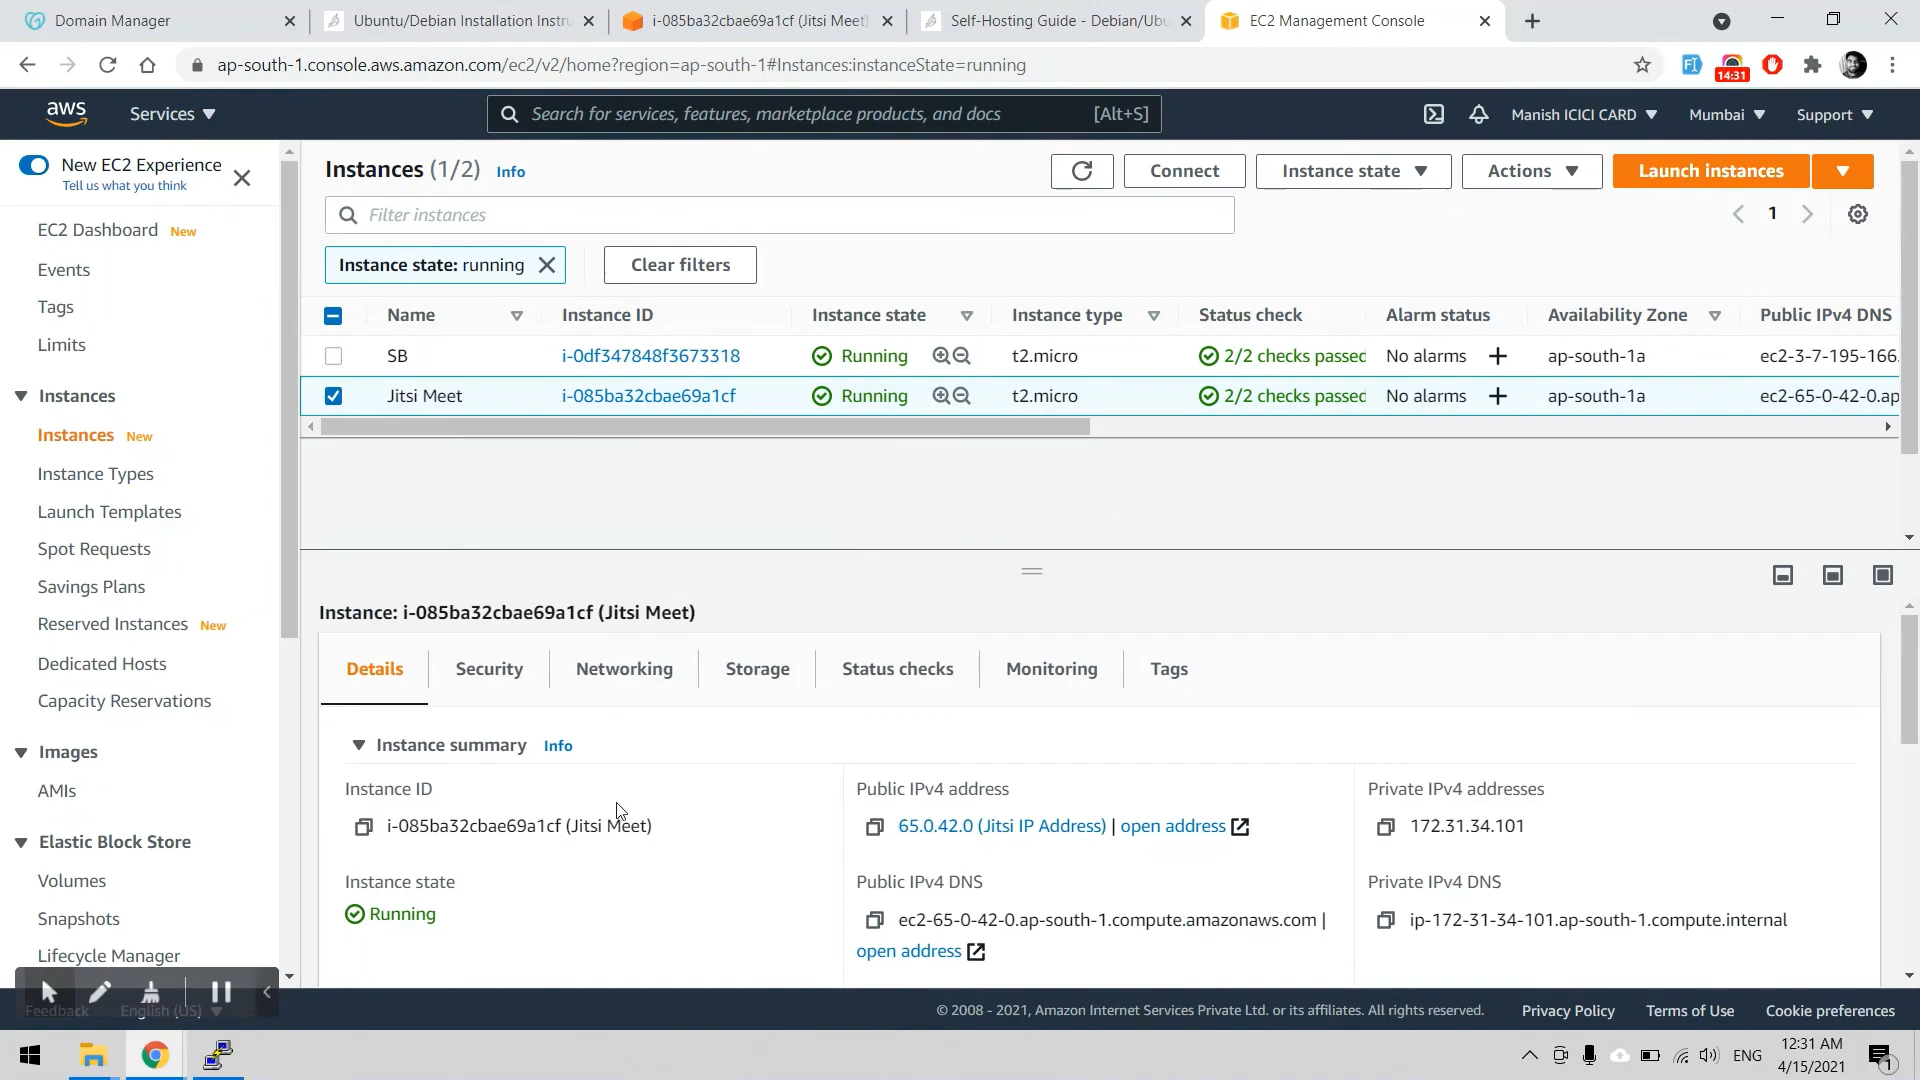 Domain Manager
Ubuntu/Debian Installation Instru
i-085ba32cbae69a1cf (Jitsi Meet)
Self-Hosting Guide - Debian/Ubu
EC2 Management Console
ap-south-1.console.aws.amazon.com/ec2/v2/home?region=ap-south-1#Instances:instanceState=running
14:31
aws
Services
Search for services, features, marketplace products, and docs
[Alt+S]
Manish ICICI CARD
Mumbai
Support
New EC2 Experience
Tell us what you think
EC2 Dashboard New
Events
Tags
Limits
Instances
Instances New
Instance Types
Launch Templates
Spot Requests
Savings Plans
Reserved Instances New
Dedicated Hosts
Capacity Reservations
Images
AMIs
Elastic Block Store
Volumes
Snapshots
Lifecycle Manager
Instances (1/2) Info
Connect
Instance state
Actions
Launch instances
Filter instances
1
Instance state: running
Clear filters
Name Instance ID Instance state Instance type Status check Alarm status Availability Zone Public IPv4 DNS
SB i-0df347848f3673318 Running t2.micro 2/2 checks passed No alarms + ap-south-1a ec2-3-7-195-166.
Jitsi Meet i-085ba32cbae69a1cf Running t2.micro 2/2 checks passed No alarms + ap-south-1a ec2-65-0-42-0.ap
Instance: i-085ba32cbae69a1cf (Jitsi Meet)
Details Security Networking Storage Status checks Monitoring Tags
Instance summary Info
Instance ID
i-085ba32cbae69a1cf (Jitsi Meet)
Public IPv4 address
65.0.42.0 (Jitsi IP Address) | open address
Private IPv4 addresses
172.31.34.101
Instance state
Running
Public IPv4 DNS
ec2-65-0-42-0.ap-south-1.compute.amazonaws.com |
open address
Private IPv4 DNS
ip-172-31-34-101.ap-south-1.compute.internal
Feedback
English (US)
© 2008 - 2021, Amazon Internet Services Private Ltd. or its affiliates. All rights reserved.
Privacy Policy
Terms of Use
Cookie preferences
ENG
12:31 AM
4/15/2021
1